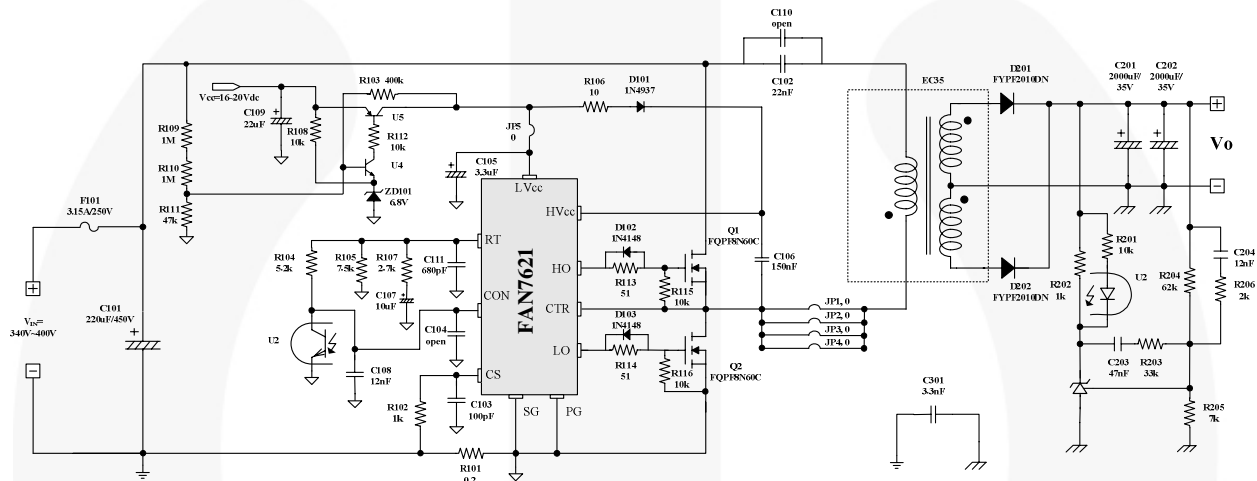 C110
open
C102
22nF
EC35
D201
FYPF2010DN
C201
2000uF/
35V
C202
2000uF/
35V
R103 400k
Vcc=16~20Vdc
C109
22uF
R108
10k
U5
R112
10k
U4
ZD101
6.8V
R106
10
D101
1N4937
JP5
0
C105
3.3uF
R109
1M
R110
1M
R111
47k
F101
3.15A/250V
C101
220uF/450V
VIN=
340V~400V
R104
5.2k
R105
7.5k
R107
2~7k
C107
10uF
C111
680pF
U2
C104
open
C108
12nF
R102
1k
C103
100pF
R101
0.2
LVcc
RT
CON
CS
SG
PG
HVcc
HO
CTR
LO
FAN7621
D102
1N4148
R113
51
R115
10k
Q1
FQPF8N60C
D103
1N4148
R114
51
R116
10k
Q2
FQPF8N60C
C106
150nF
JP1, 0
JP2, 0
JP3, 0
JP4, 0
D202
FYPF2010DN
Vo
R201
10k
R202
1k
U2
R204
62k
C204
12nF
R206
2k
C203
47nF
R203
33k
R205
7k
C301
3.3nF